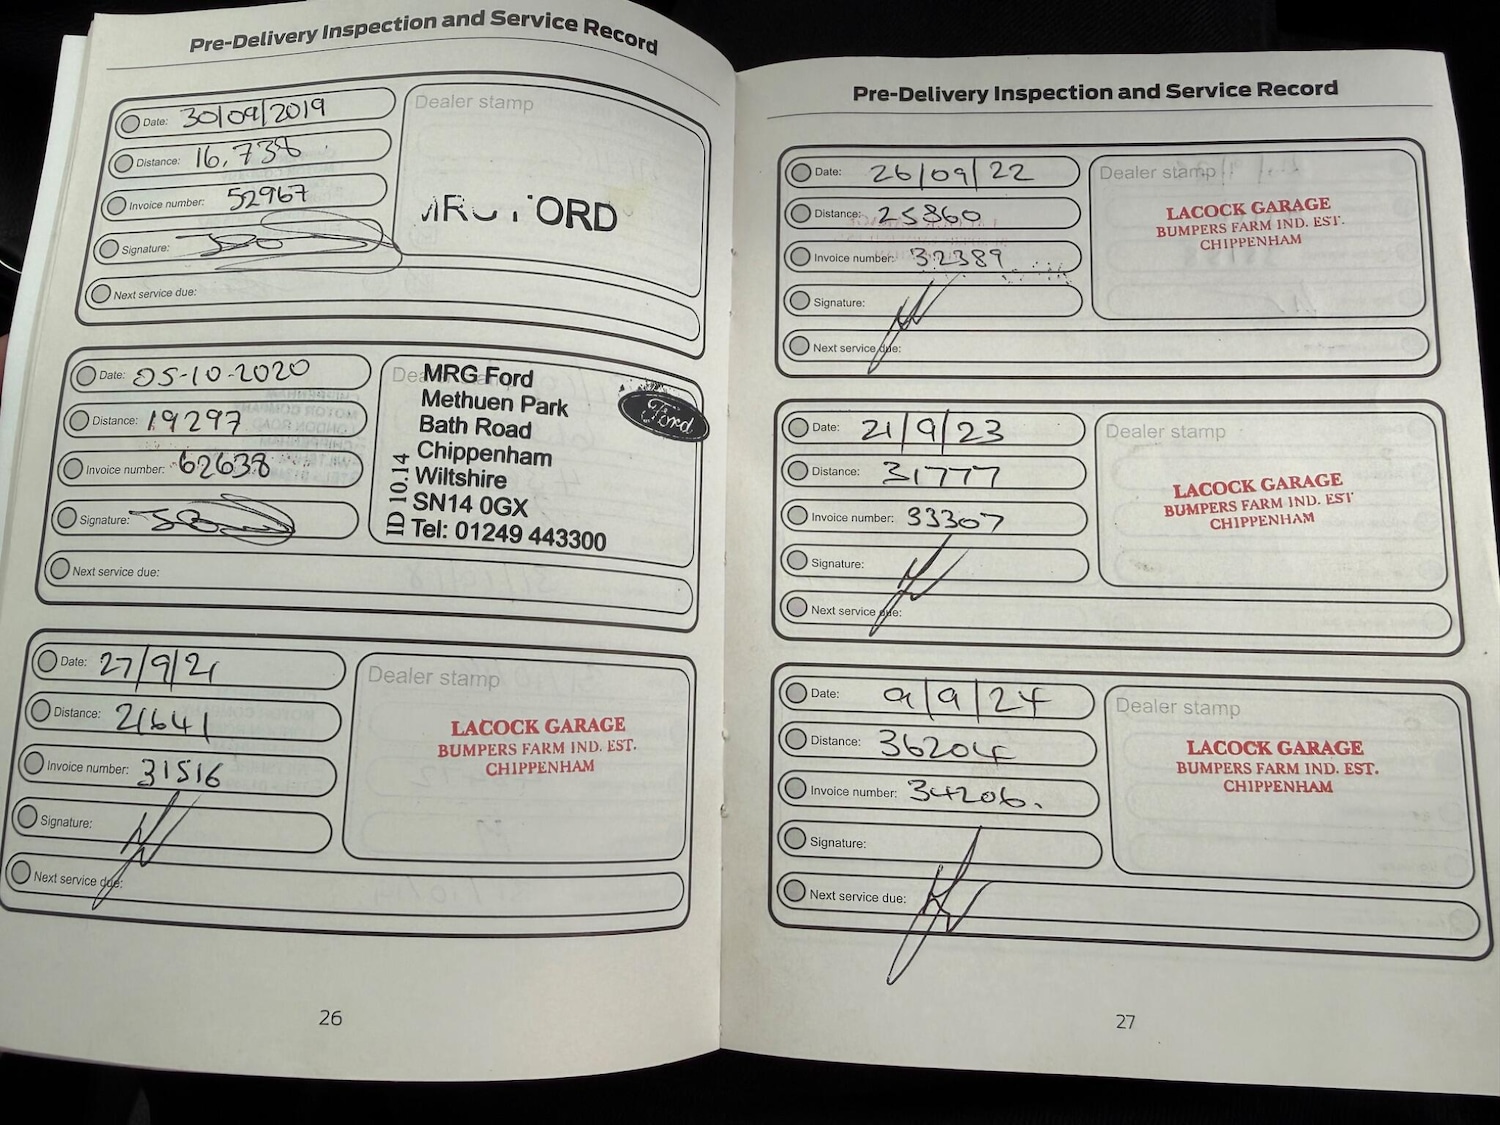 Pre-Delivery Inspection and Service Record
Date: 30/09/2019
Distance: 16,738
Invoice number: 52967
Signature:
Next service due:
Dealer stamp
ORD
Date: 05-10-2020
Distance: 19297
Invoice number: 62638
Signature:
Next service due:
MRG Ford
Methuen Park
Bath Road
Chippenham
Wiltshire
SN14 0GX
Tel: 01249 443300
ID 10.14
Ford
Date: 27/9/21
Distance: 21641
Invoice number: 31516
Signature:
Next service due:
Dealer stamp
LACOCK GARAGE
BUMPERS FARM IND. EST.
CHIPPENHAM
26
Pre-Delivery Inspection and Service Record
Date: 26/09/22
Distance: 25860
Invoice number: 32389
Signature:
Next service due:
Dealer stamp
LACOCK GARAGE
BUMPERS FARM IND. EST.
CHIPPENHAM
Date: 21/9/23
Distance: 31777
Invoice number: 33307
Signature:
Next service due:
Dealer stamp
LACOCK GARAGE
BUMPERS FARM IND. EST
CHIPPENHAM
Date: 9/9/24
Distance: 36204
Invoice number: 34206.
Signature:
Next service due:
Dealer stamp
LACOCK GARAGE
BUMPERS FARM IND. EST.
CHIPPENHAM
27